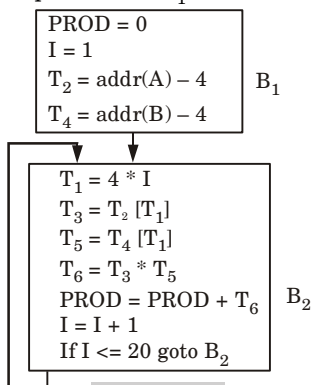 PROD = 0
I = 1
T₂ = addr(A) – 4
T₄ = addr(B) – 4
B₁
T₁ = 4 * I
T₃ = T₂ [T₁]
T₅ = T₄ [T₁]
T₆ = T₃ * T₅
PROD = PROD + T₆
I = I + 1
If I <= 20 goto B₂
B₂